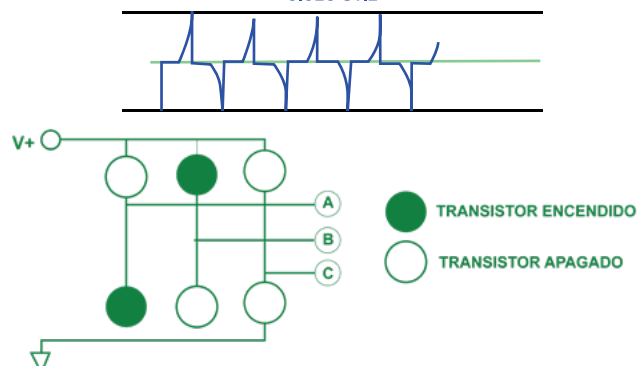 V+
A
B
C
TRANSISTOR ENCENDIDO
TRANSISTOR APAGADO